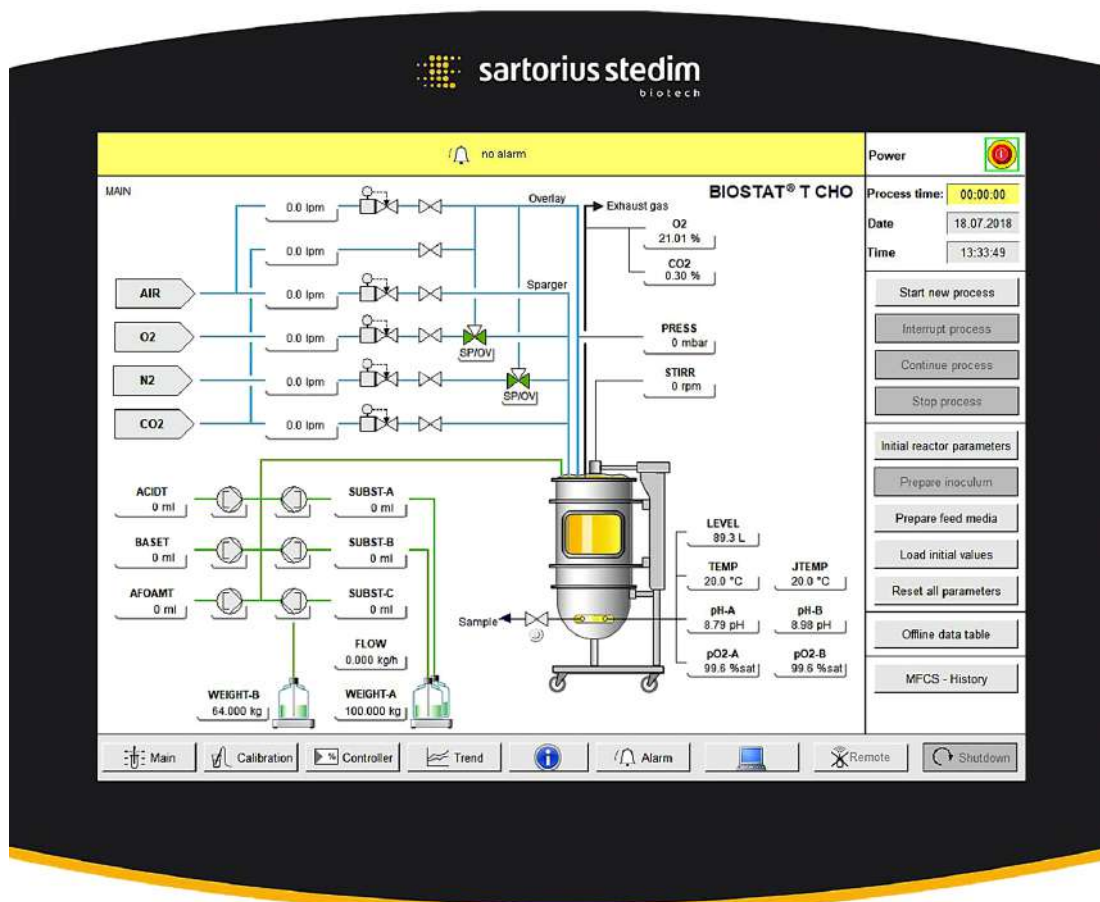 sartorius stedim
biotech
no alarm
Power
MAIN
BIOSTAT® T CHO
Process time: 00:00:00
Date 18.07.2018
Time 13:33:49
0.0 lpm
Overlay
Exhaust gas
O2
21.01 %
CO2
0.30 %
0.0 lpm
AIR
0.0 lpm
Sparger
O2
0.0 lpm
SP/OV
PRESS
0 mbar
N2
0.0 lpm
SP/OV
STIRR
0 rpm
CO2
0.0 lpm
Start new process
Interrupt process
Continue process
Stop process
Initial reactor parameters
Prepare inoculum
Prepare feed media
Load initial values
Reset all parameters
Offline data table
MFCS - History
ACIDT
0 ml
SUBST-A
0 ml
BASET
0 ml
SUBST-B
0 ml
AFOAMT
0 ml
SUBST-C
0 ml
FLOW
0.000 kg/h
WEIGHT-B
64.000 kg
WEIGHT-A
100.000 kg
Sample
LEVEL
89.3 L
TEMP
20.0 °C
JTEMP
20.0 °C
pH-A
8.79 pH
pH-B
8.98 pH
pO2-A
99.6 %sat
pO2-B
99.6 %sat
Main
Calibration
% Controller
Trend
Alarm
Remote
Shutdown